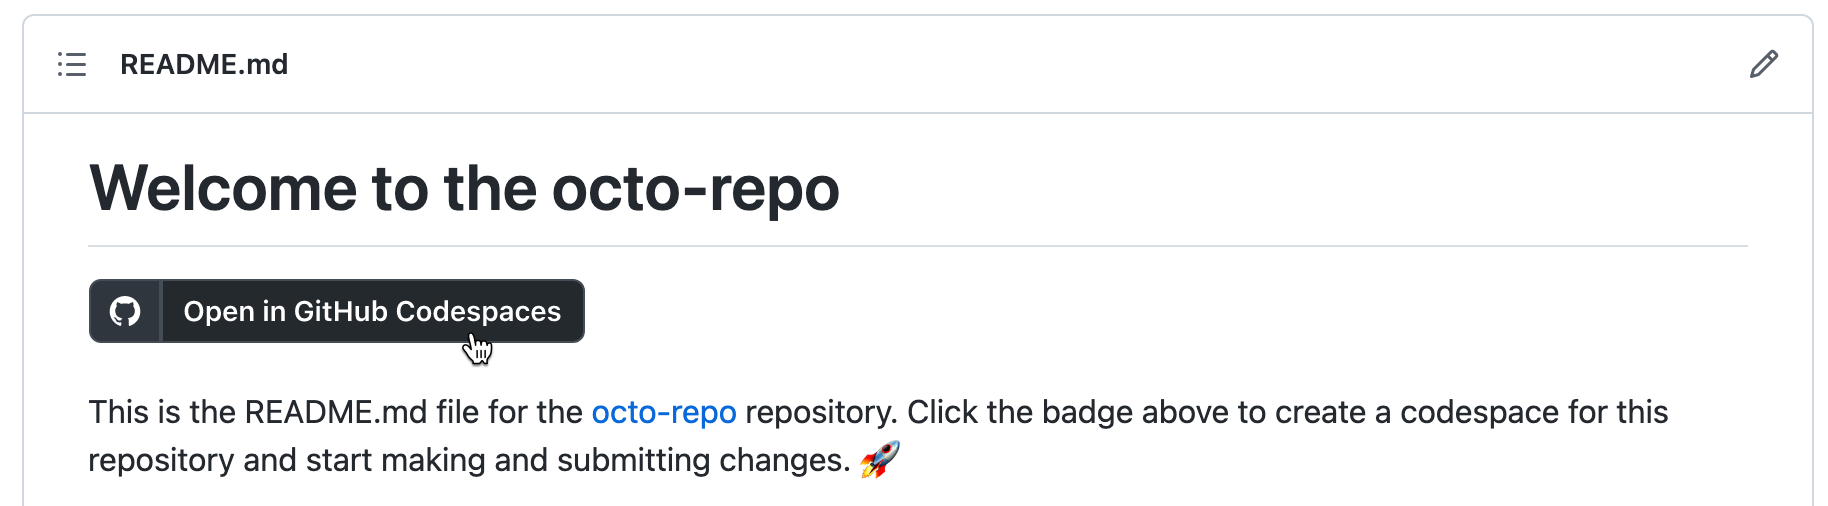 README.md
Welcome to the octo-repo
Open in GitHub Codespaces
This is the README.md file for the octo-repo repository. Click the badge above to create a codespace for this
repository and start making and submitting changes. 🚀